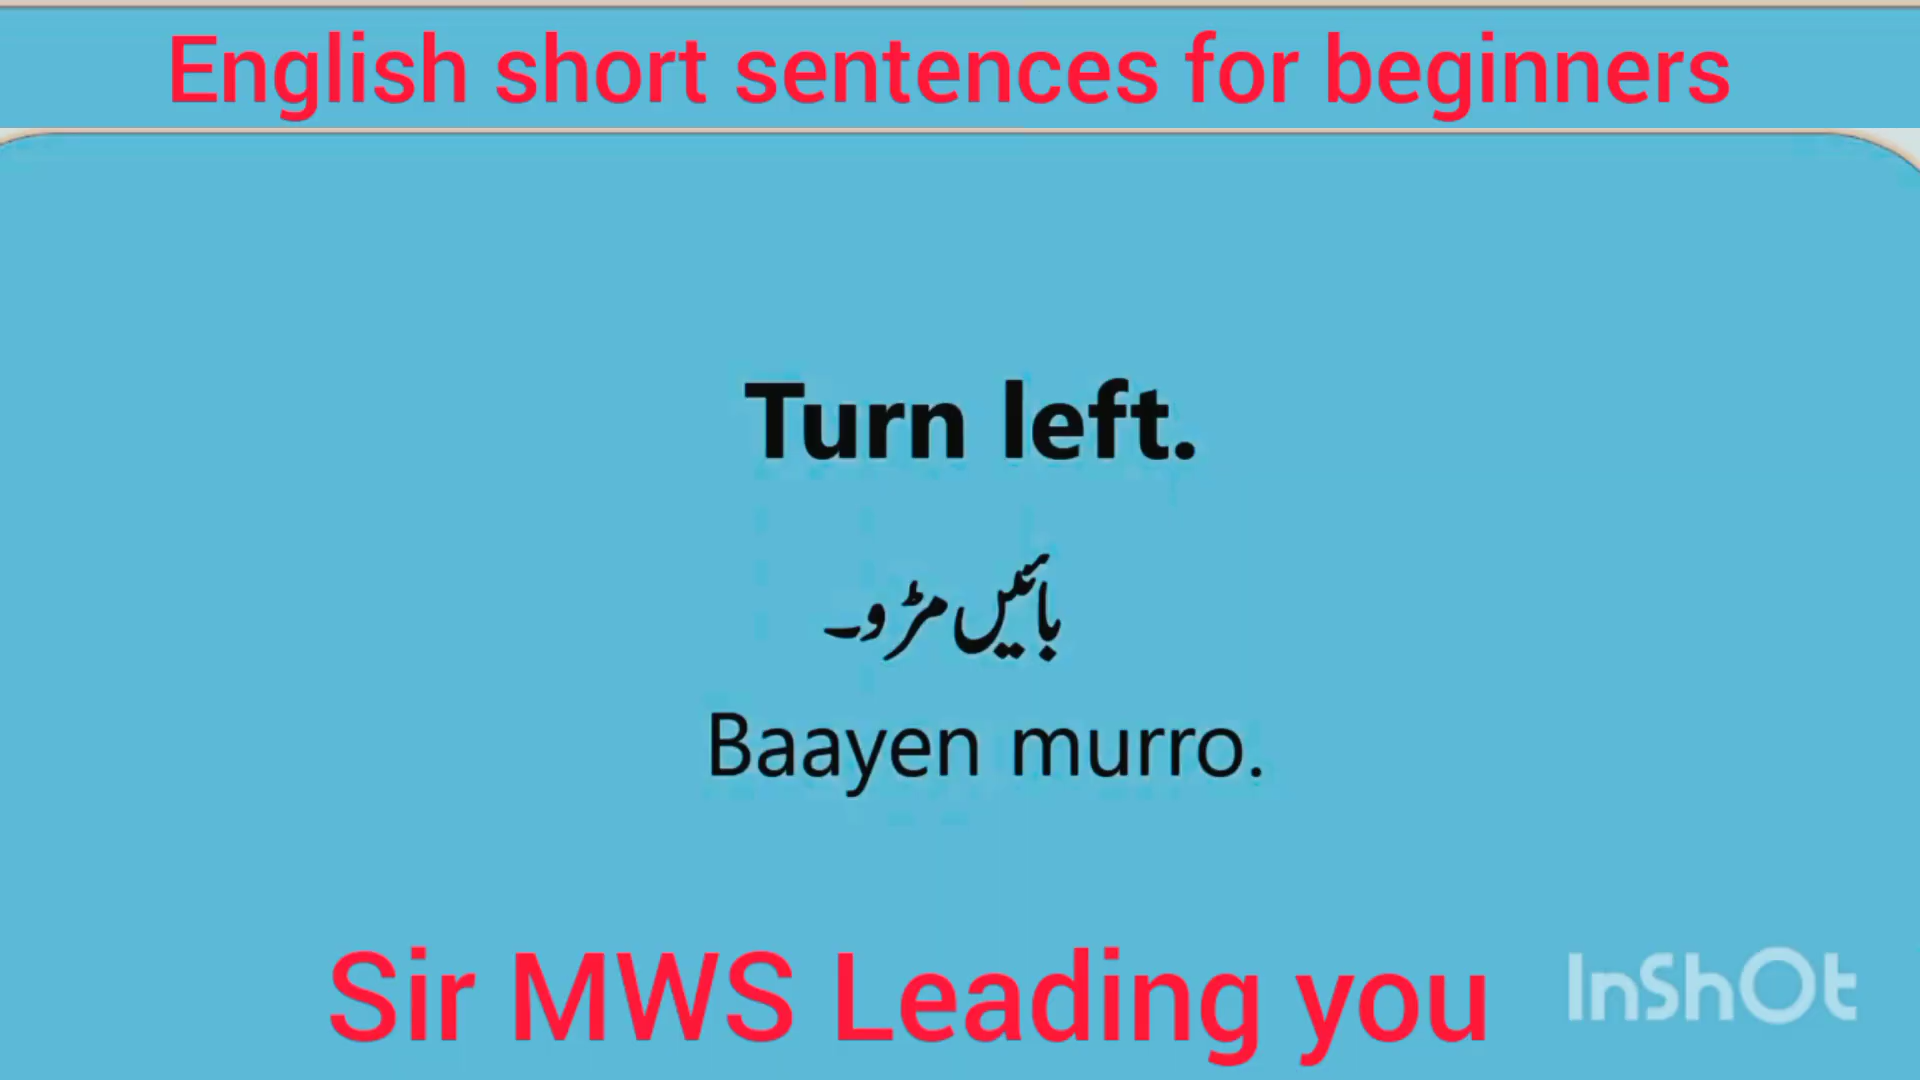 English short sentences for beginners
Turn left.
بائیں مڑو۔
Baayen murro.
Sir MWS Leading you
InShOt